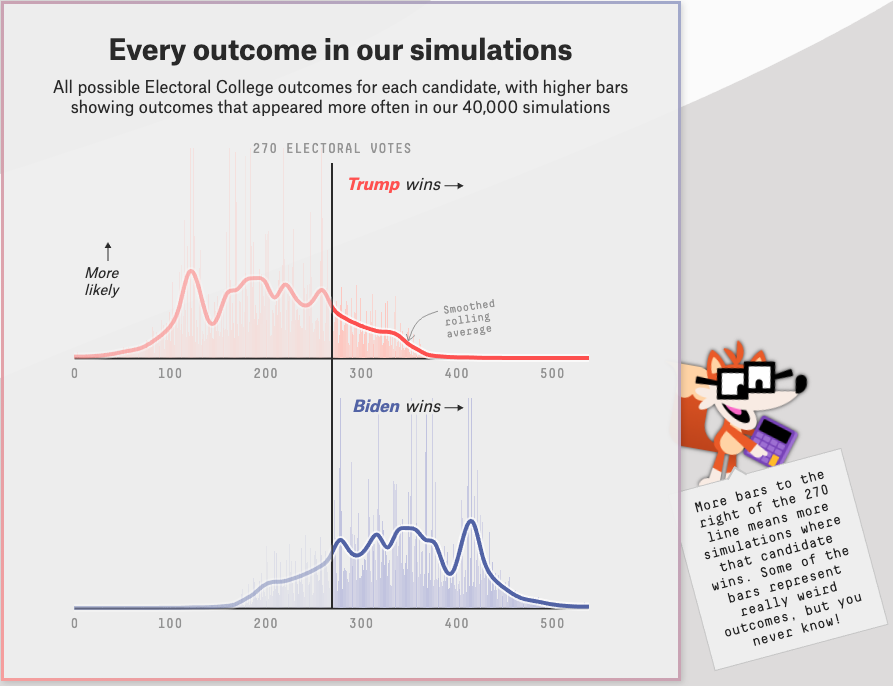 Every outcome in our simulations
All possible Electoral College outcomes for each candidate, with higher bars
showing outcomes that appeared more often in our 40,000 simulations
270 ELECTORAL VOTES
Trump wins →
↑
More
likely
Smoothed
rolling
average
0 100 200 300 400 500
Biden wins →
0 100 200 300 400 500
More bars to the
right of the 270
line means more
simulations where
that candidate
wins. Some of the
bars represent
really weird
outcomes, but you
never know!